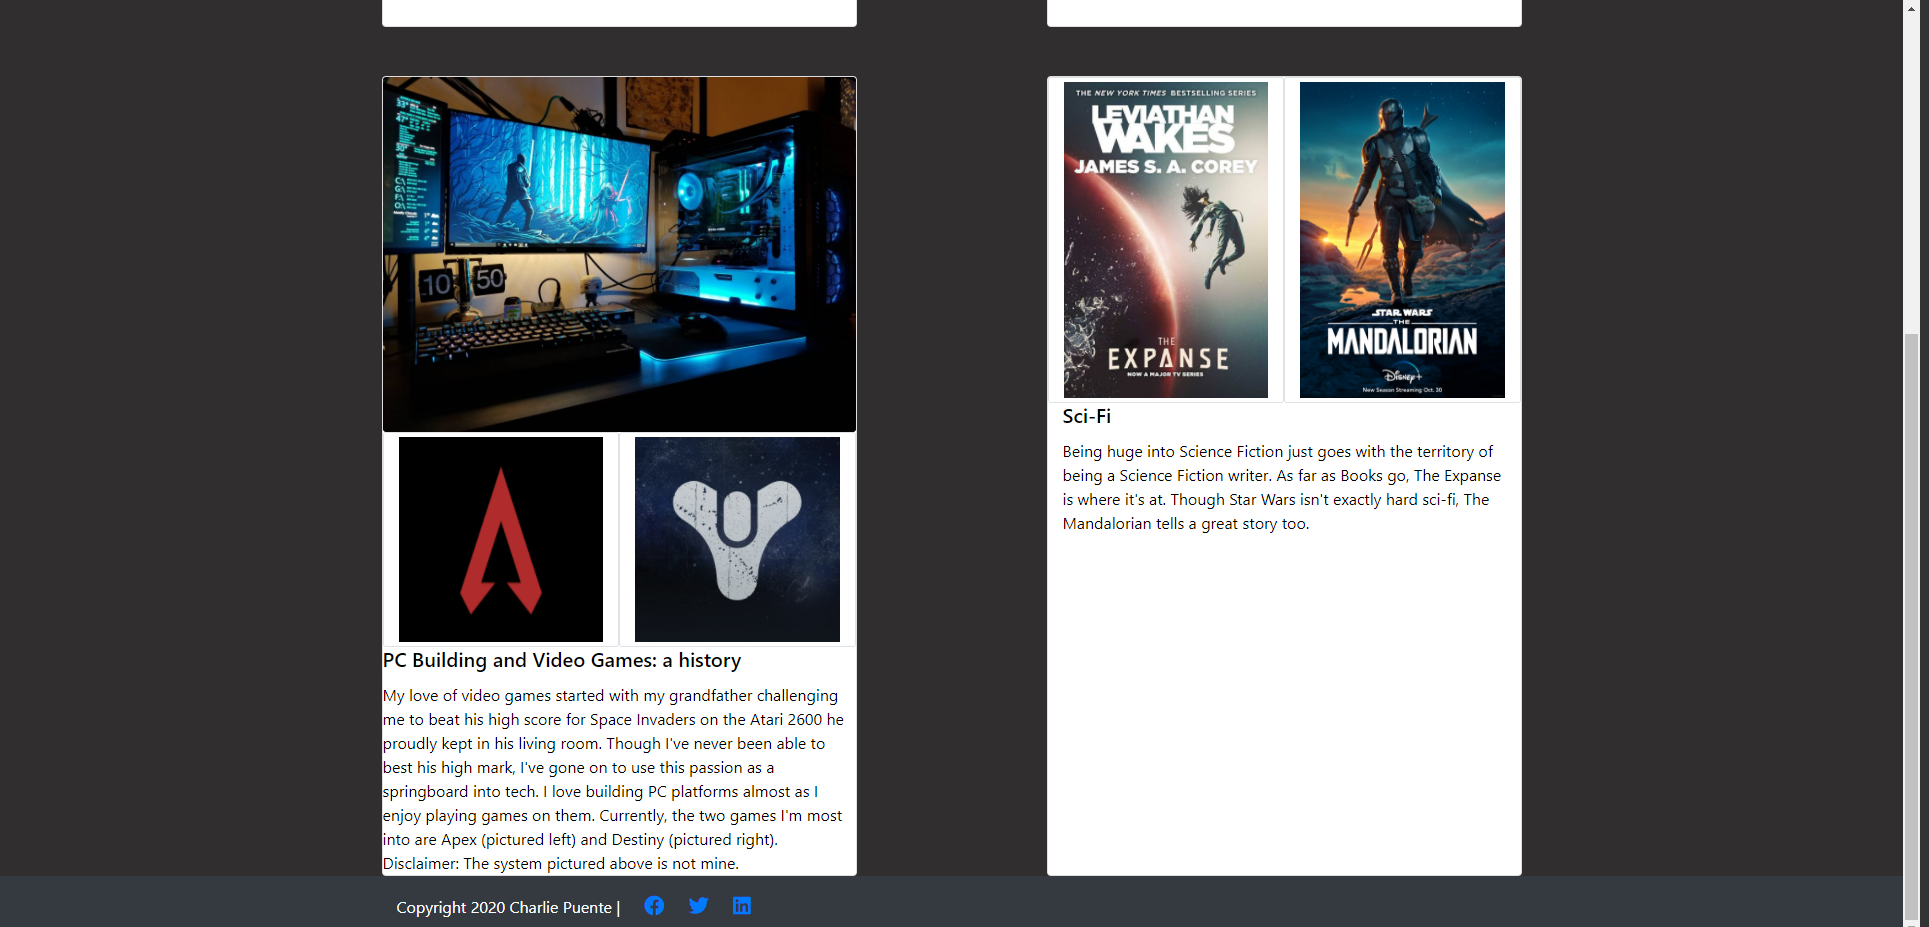 33°
47°
30°
10 50
PC Building and Video Games: a history
My love of video games started with my grandfather challenging
me to beat his high score for Space Invaders on the Atari 2600 he
proudly kept in his living room. Though I've never been able to
best his high mark, I've gone on to use this passion as a
springboard into tech. I love building PC platforms almost as I
enjoy playing games on them. Currently, the two games I'm most
into are Apex (pictured left) and Destiny (pictured right).
Disclaimer: The system pictured above is not mine.
THE NEW YORK TIMES BESTSELLING SERIES
LEVIATHAN
WAKES
JAMES S. A. COREY
THE
EXPANSE
NOW A MAJOR TV SERIES
STAR WARS
THE
MANDALORIAN
Disney+
New Season Streaming Oct. 30
Sci-Fi
Being huge into Science Fiction just goes with the territory of
being a Science Fiction writer. As far as Books go, The Expanse
is where it's at. Though Star Wars isn't exactly hard sci-fi, The
Mandalorian tells a great story too.
Copyright 2020 Charlie Puente |